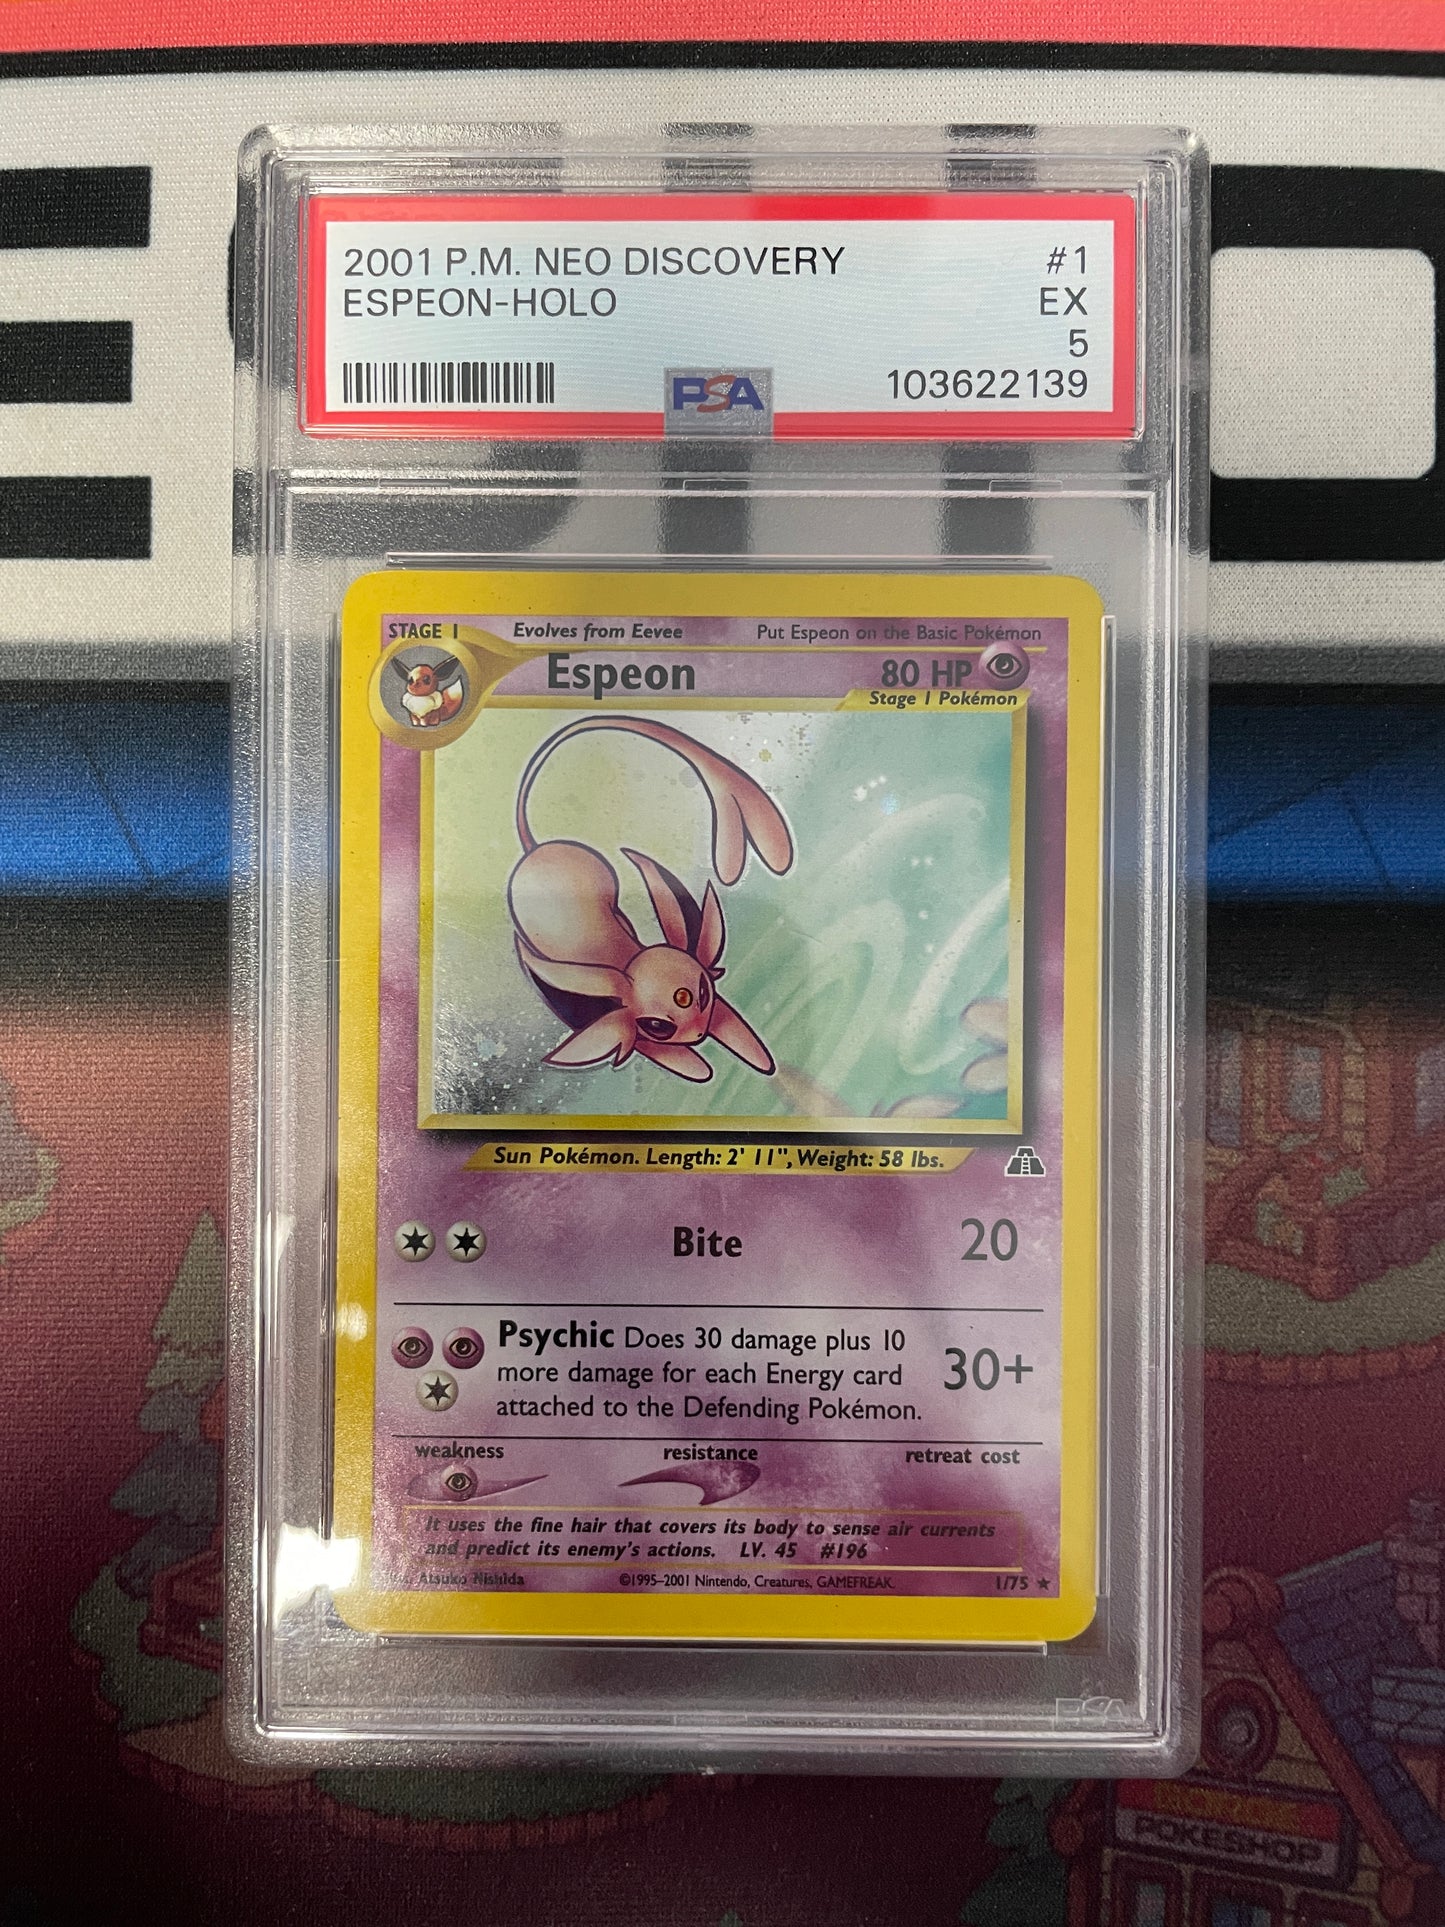 2001 P.M. NEO DISCOVERY #1
ESPEON-HOLO EX
5
PSA 103622139
STAGE 1 Evolves from Eevee Put Espeon on the Basic Pokémon
Espeon 80 HP
Stage 1 Pokémon
Sun Pokémon. Length: 2' 11", Weight: 58 lbs.
Bite 20
Psychic Does 30 damage plus 10
more damage for each Energy card
attached to the Defending Pokémon.
30+
weakness resistance retreat cost
It uses the fine hair that covers its body to sense air currents
and predict its enemy's actions. LV. 45 #196
Atsuko Nishida ©1995–2001 Nintendo, Creatures, GAMEFREAK. 1/75
PSA
POKESHOP